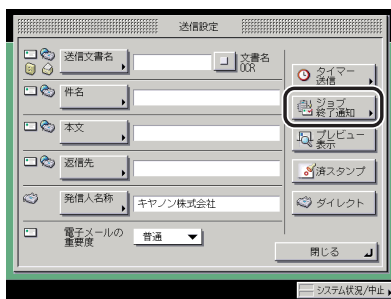 送信設定
送信文書名
文書名
OCR
件名
本文
返信先
発信人名称
キヤノン株式会社
電子メールの
重要度
普通
タイマー
送信
ジョブ
終了通知
プレビュー
表示
済スタンプ
ダイレクト
閉じる
システム状況/中止